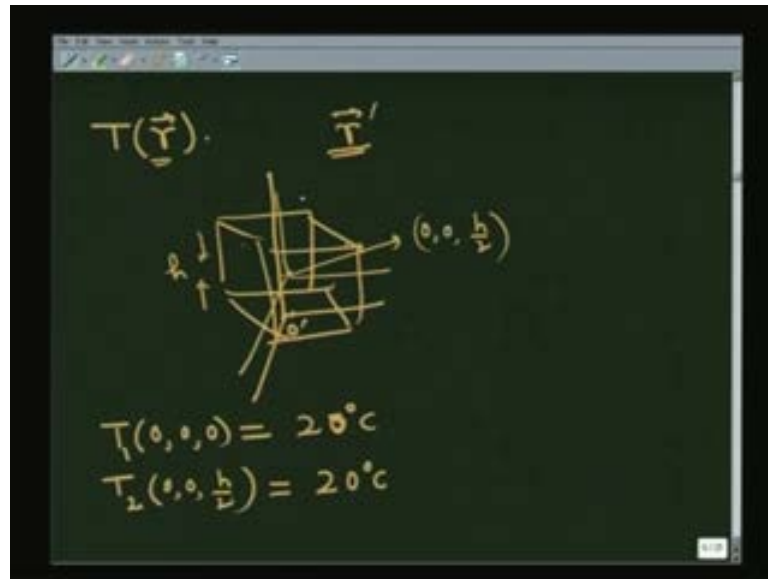 T(r⃗). r⃗'
(0,0,h/2)
h
O'
T₁(0,0,0) = 20°C
T₂(0,0,h/2) = 20°C